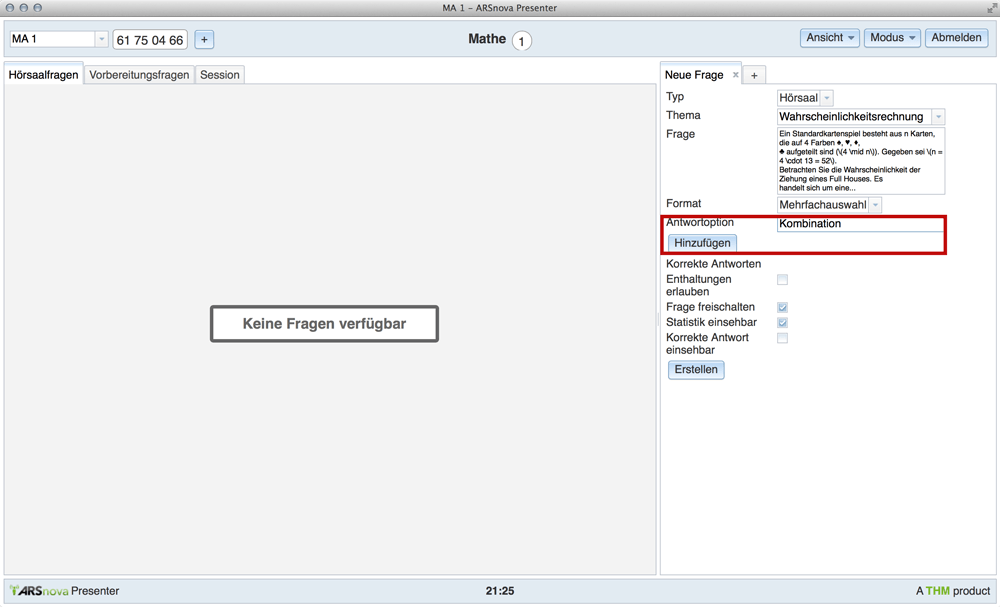 MA 1 – ARSnova Presenter
MA 1
61 75 04 66
+
Mathe 1
Ansicht
Modus
Abmelden
Hörsaalfragen
Vorbereitungsfragen
Session
Keine Fragen verfügbar
Neue Frage ×
+
Typ
Hörsaal
Thema
Wahrscheinlichkeitsrechnung
Frage
Ein Standardkartenspiel besteht aus n Karten,
die auf 4 Farben ♠, ♥, ♦,
♣ aufgeteilt sind (\(4 \mid n\)). Gegeben sei \(n =
4 \cdot 13 = 52\).
Betrachten Sie die Wahrscheinlichkeit der
Ziehung eines Full Houses. Es
handelt sich um eine...
Format
Mehrfachauswahl
Antwortoption
Kombination
Hinzufügen
Korrekte Antworten
Enthaltungen
erlauben
Frage freischalten
Statistik einsehbar
Korrekte Antwort
einsehbar
Erstellen
ARSnova Presenter
21:25
A THM product